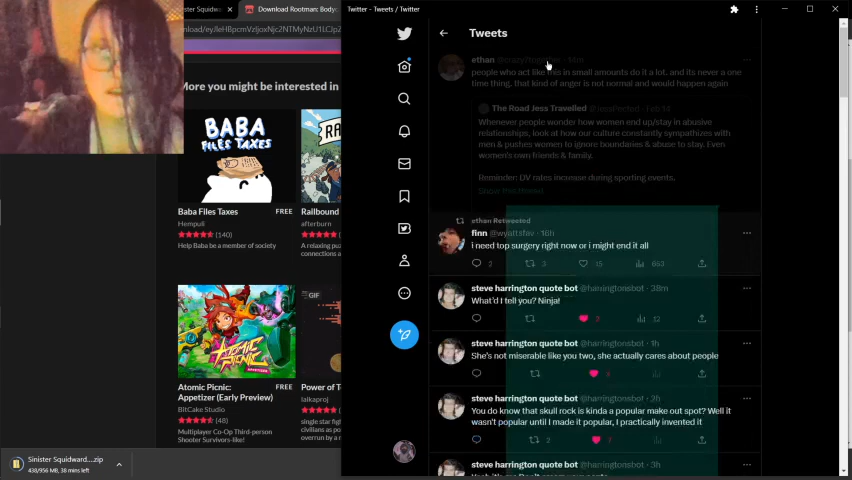 sinister Squidwa
Download Rootman: Body:
Twitter - Tweets / Twitter
Tweets
More you might be interested in
ethan
people who act like this in small amounts do it a lot. and its never a one
time thing. that kind of anger is not normal and would happen again
The Road Jess Travelled
Whenever people wonder how women end up/stay in abusive
relationships, look at how our culture constantly sympathizes with
men & pushes women to ignore boundaries & abuse to stay. Even
women's own friends & family.
Reminder: DV rates increase during sporting events.
BABA
FILES TAXES
Baba Files Taxes
FREE
Hempuli
(140)
Help Baba be a member of society
Railbound
afterburn
A relaxing puzz
ethan Retweeted
finn @wyattsfav · 16h
i need top surgery right now or i might end it all
2
3
15
663
steve harrington quote bot @harringtonsbot · 38m
What'd I tell you? Ninja!
2
12
steve harrington quote bot @harringtonsbot · 1h
She's not miserable like you two, she actually cares about people
steve harrington quote bot @harringtonsbot · 2h
You do know that skull rock is kinda a popular make out spot? Well it
wasn't popular until I made it popular, I practically invented it
2
steve harrington quote bot @harringtonsbot · 3h
ATOMIC
PICNIC
GIF
Atomic Picnic:
Appetizer (Early Preview)
FREE
BitCake Studio
(48)
Multiplayer Co-Op Third-person
Shooter Survivors-like!
Power of T
lalkaproj
single star figh
overrun by a m
Sinister Squidward....zip
438/956 MB, 38 mins left